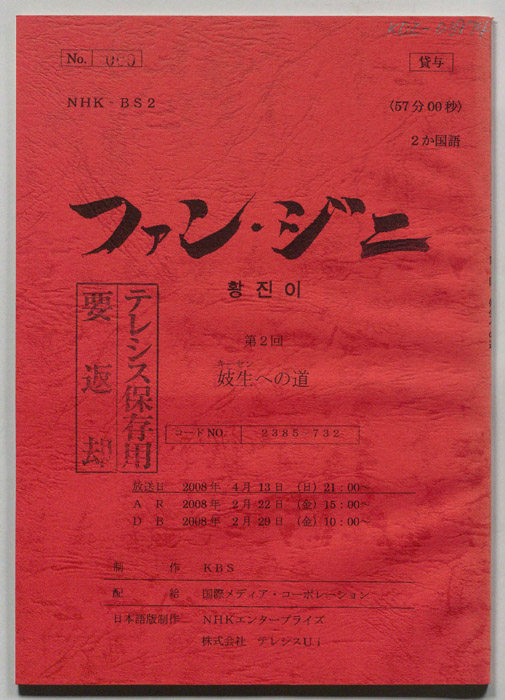 No. 060
貸与
NHK-BS2
(57分00秒)
2か国語
ファン・ジニ
황진이
第2回
キーセン
妓生への道
テレシス保存用
要返却
コードNO. 2385-732
放送日 2008年 4月13日 (日) 21:00~
AR 2008年 2月22日 (金) 15:00~
DB 2008年 2月29日 (金) 10:00~
制作 KBS
配給 国際メディア・コーポレーション
日本語版制作 NHKエンタープライズ
株式会社 テレシス